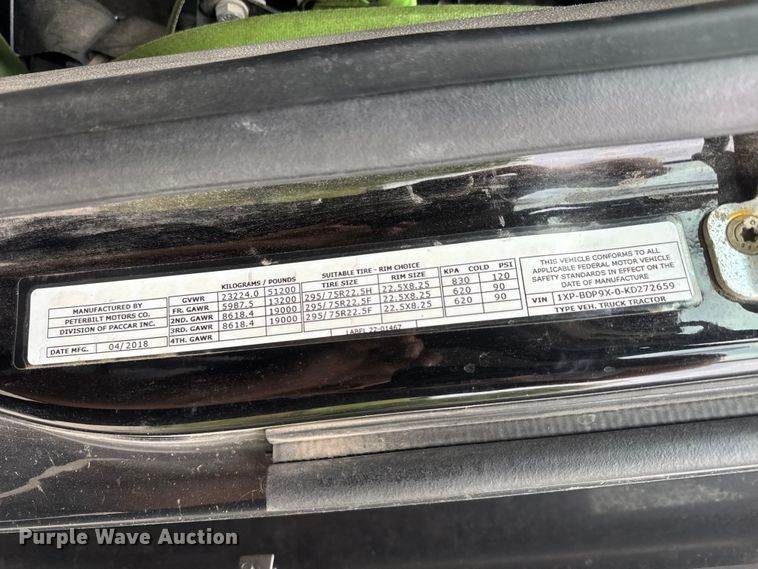 MANUFACTURED BY
PETERBILT MOTORS CO.
DIVISION OF PACCAR INC.
DATE MFG. 04/2018
KILOGRAMS / POUNDS SUITABLE TIRE - RIM CHOICE
TIRE SIZE RIM SIZE KPA COLD PSI
GVWR 23224.0 51200
FR. GAWR 5987.5 13200 295/75R22.5H 22.5X8.25 830 120
2ND. GAWR 8618.4 19000 295/75R22.5F 22.5X8.25 620 90
3RD. GAWR 8618.4 19000 295/75R22.5F 22.5X8.25 620 90
4TH. GAWR
LABEL 22-01467
THIS VEHICLE CONFORMS TO ALL
APPLICABLE FEDERAL MOTOR VEHICLE
SAFETY STANDARDS IN EFFECT ON THE
DATE OF MANUFACTURE
VIN 1XP-BDP9X-0-KD272659
TYPE VEH. TRUCK TRACTOR
Purple Wave Auction